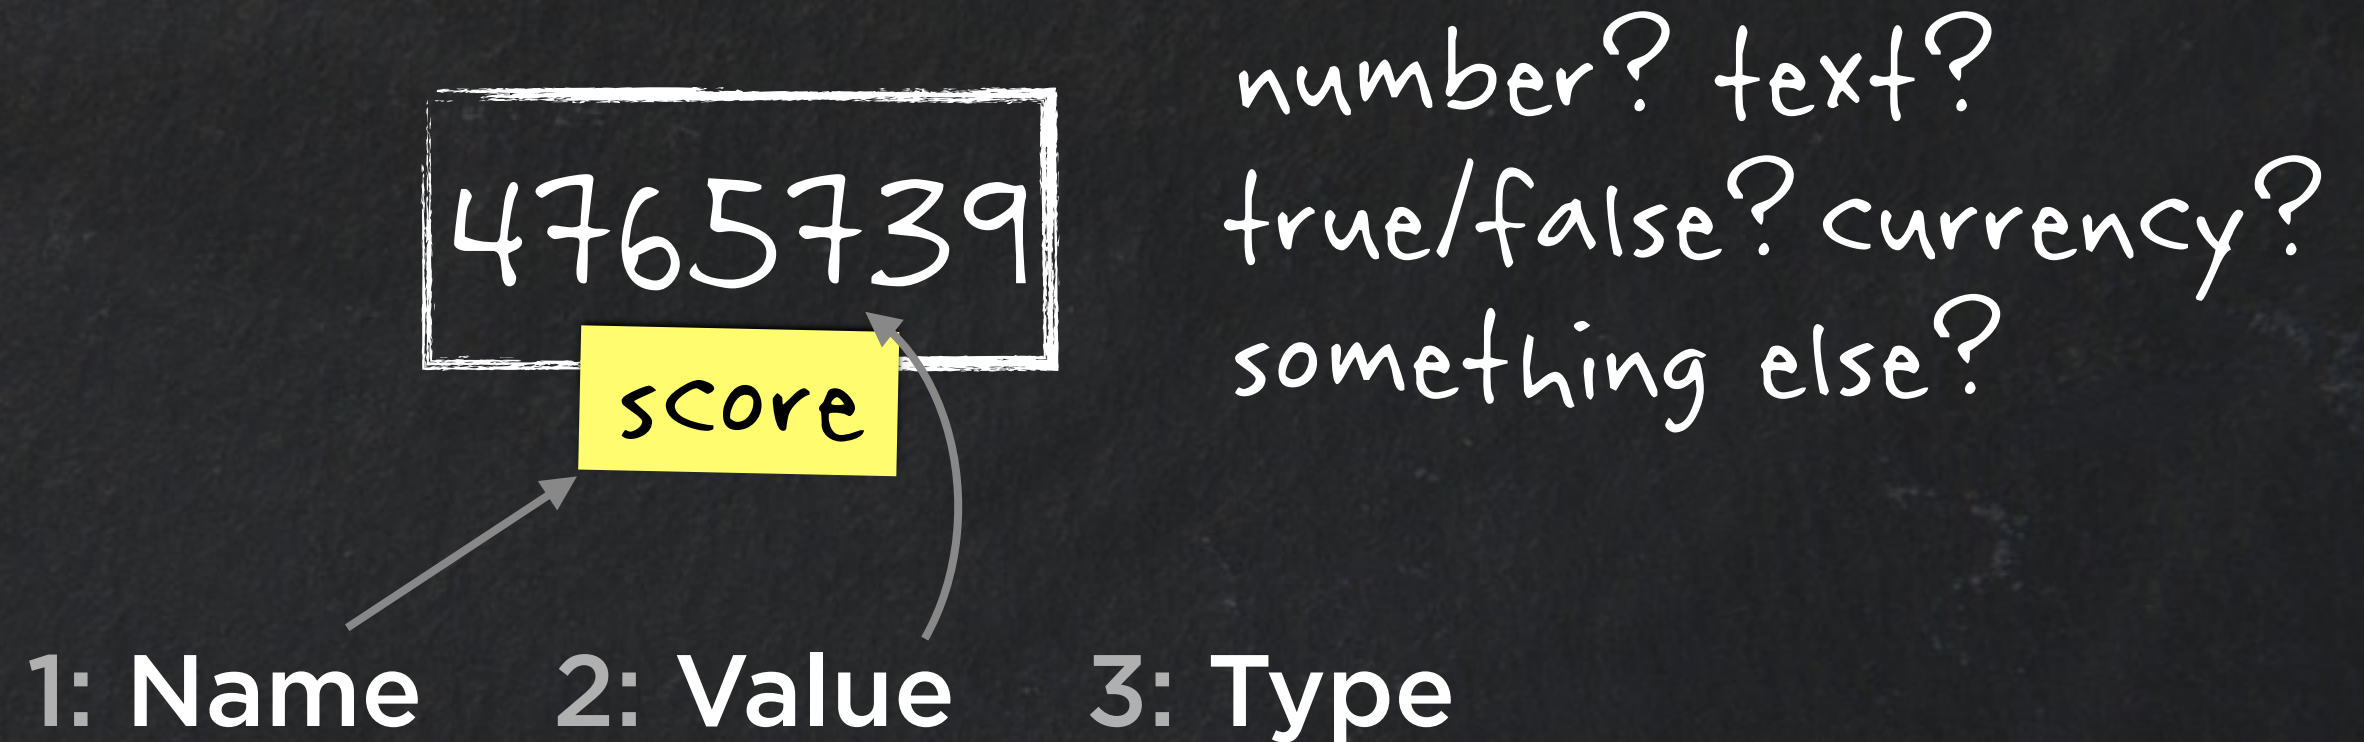 number? text?
4765739
true/false? currency?
something else?
score
1: Name 2: Value 3: Type